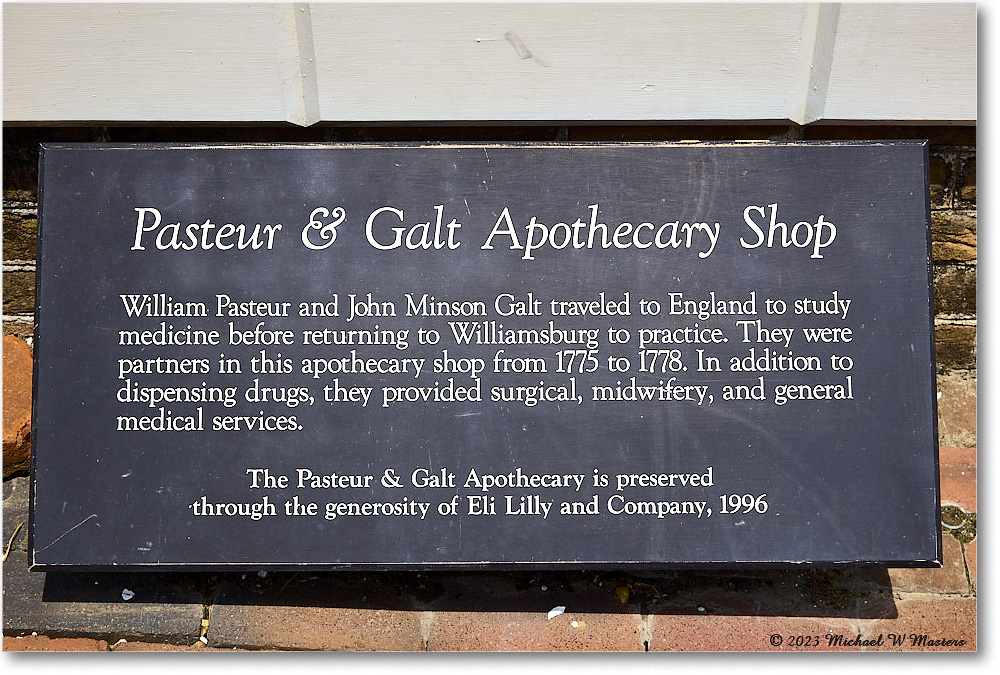 Pasteur & Galt Apothecary Shop
William Pasteur and John Minson Galt traveled to England to study
medicine before returning to Williamsburg to practice. They were
partners in this apothecary shop from 1775 to 1778. In addition to
dispensing drugs, they provided surgical, midwifery, and general
medical services.
The Pasteur & Galt Apothecary is preserved
through the generosity of Eli Lilly and Company, 1996
© 2023 Michael W Masters